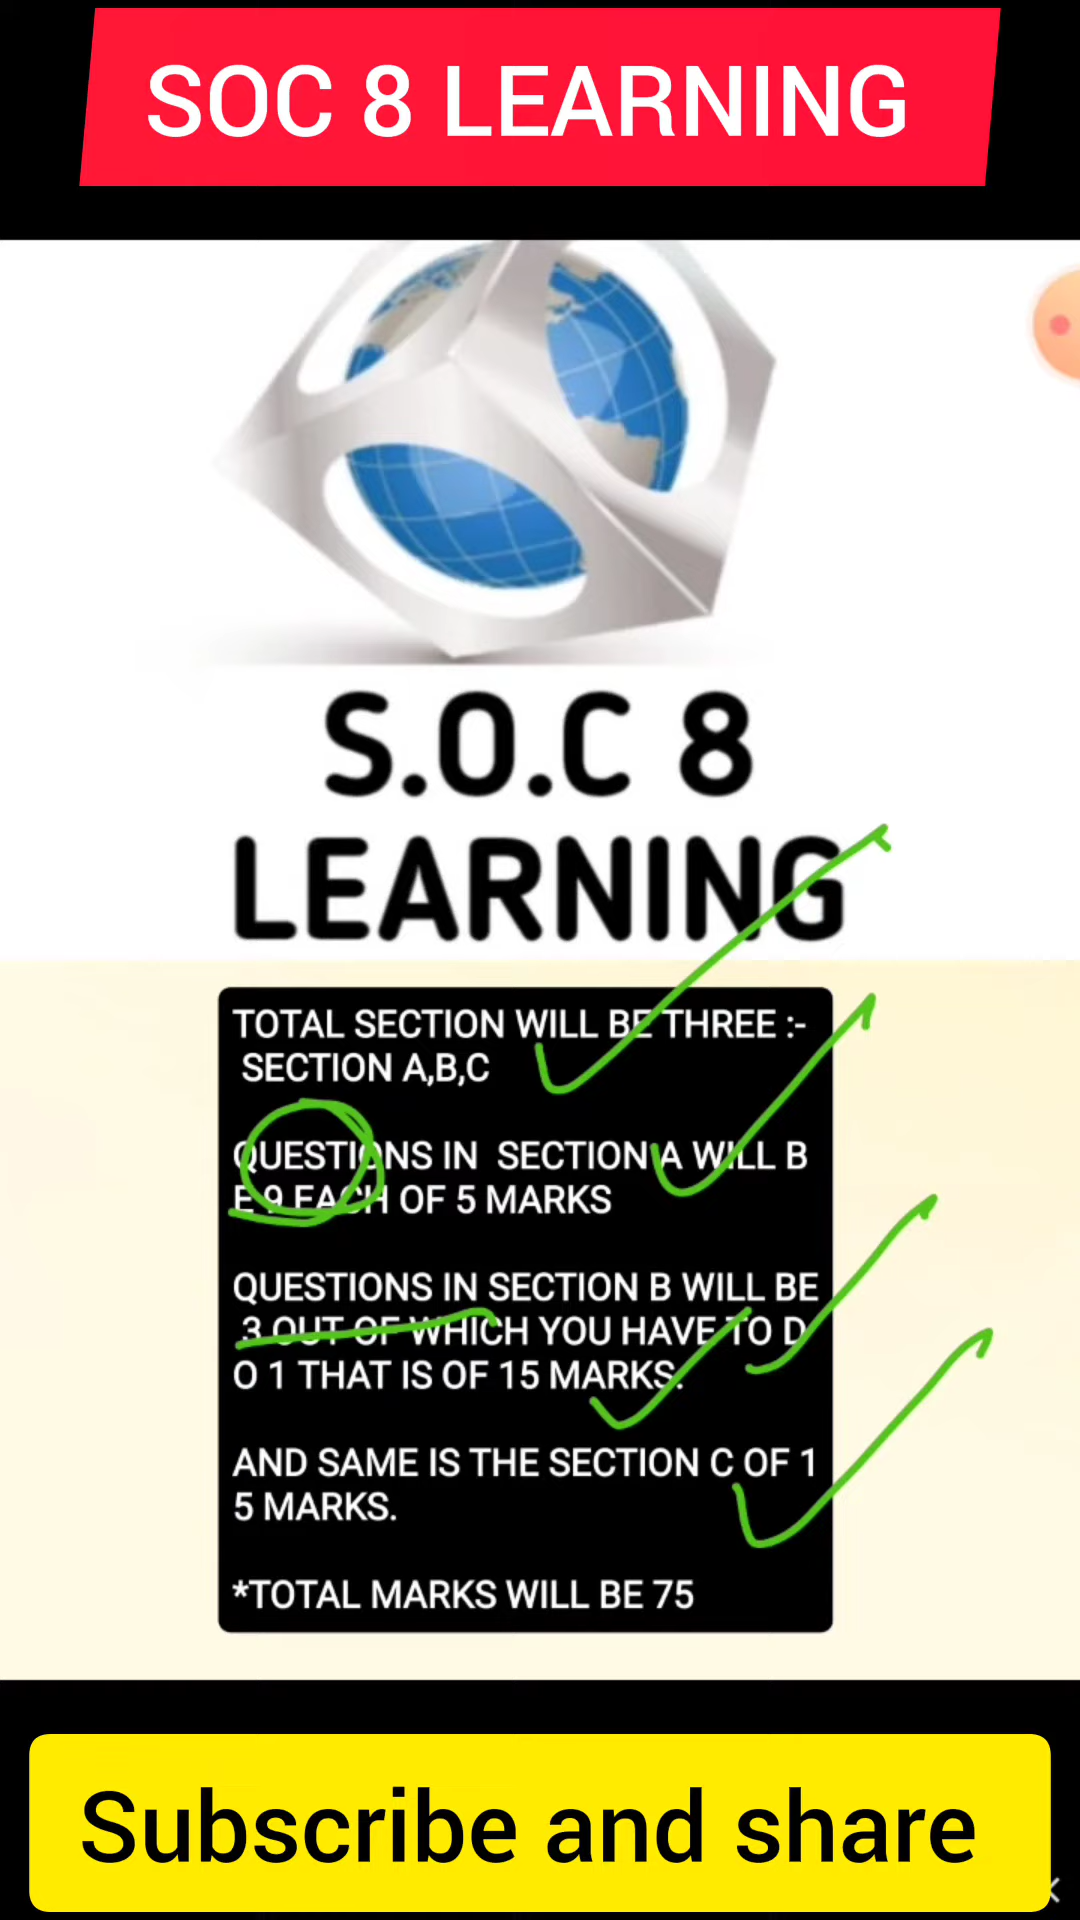 SOC 8 LEARNING
S.O.C 8
LEARNING
TOTAL SECTION WILL BE THREE :-
SECTION A,B,C
QUESTIONS IN  SECTION A WILL B
E 9 EACH OF 5 MARKS
QUESTIONS IN SECTION B WILL BE
3 OUT OF WHICH YOU HAVE TO D
O 1 THAT IS OF 15 MARKS.
AND SAME IS THE SECTION C OF 1
5 MARKS.
*TOTAL MARKS WILL BE 75
Subscribe and share